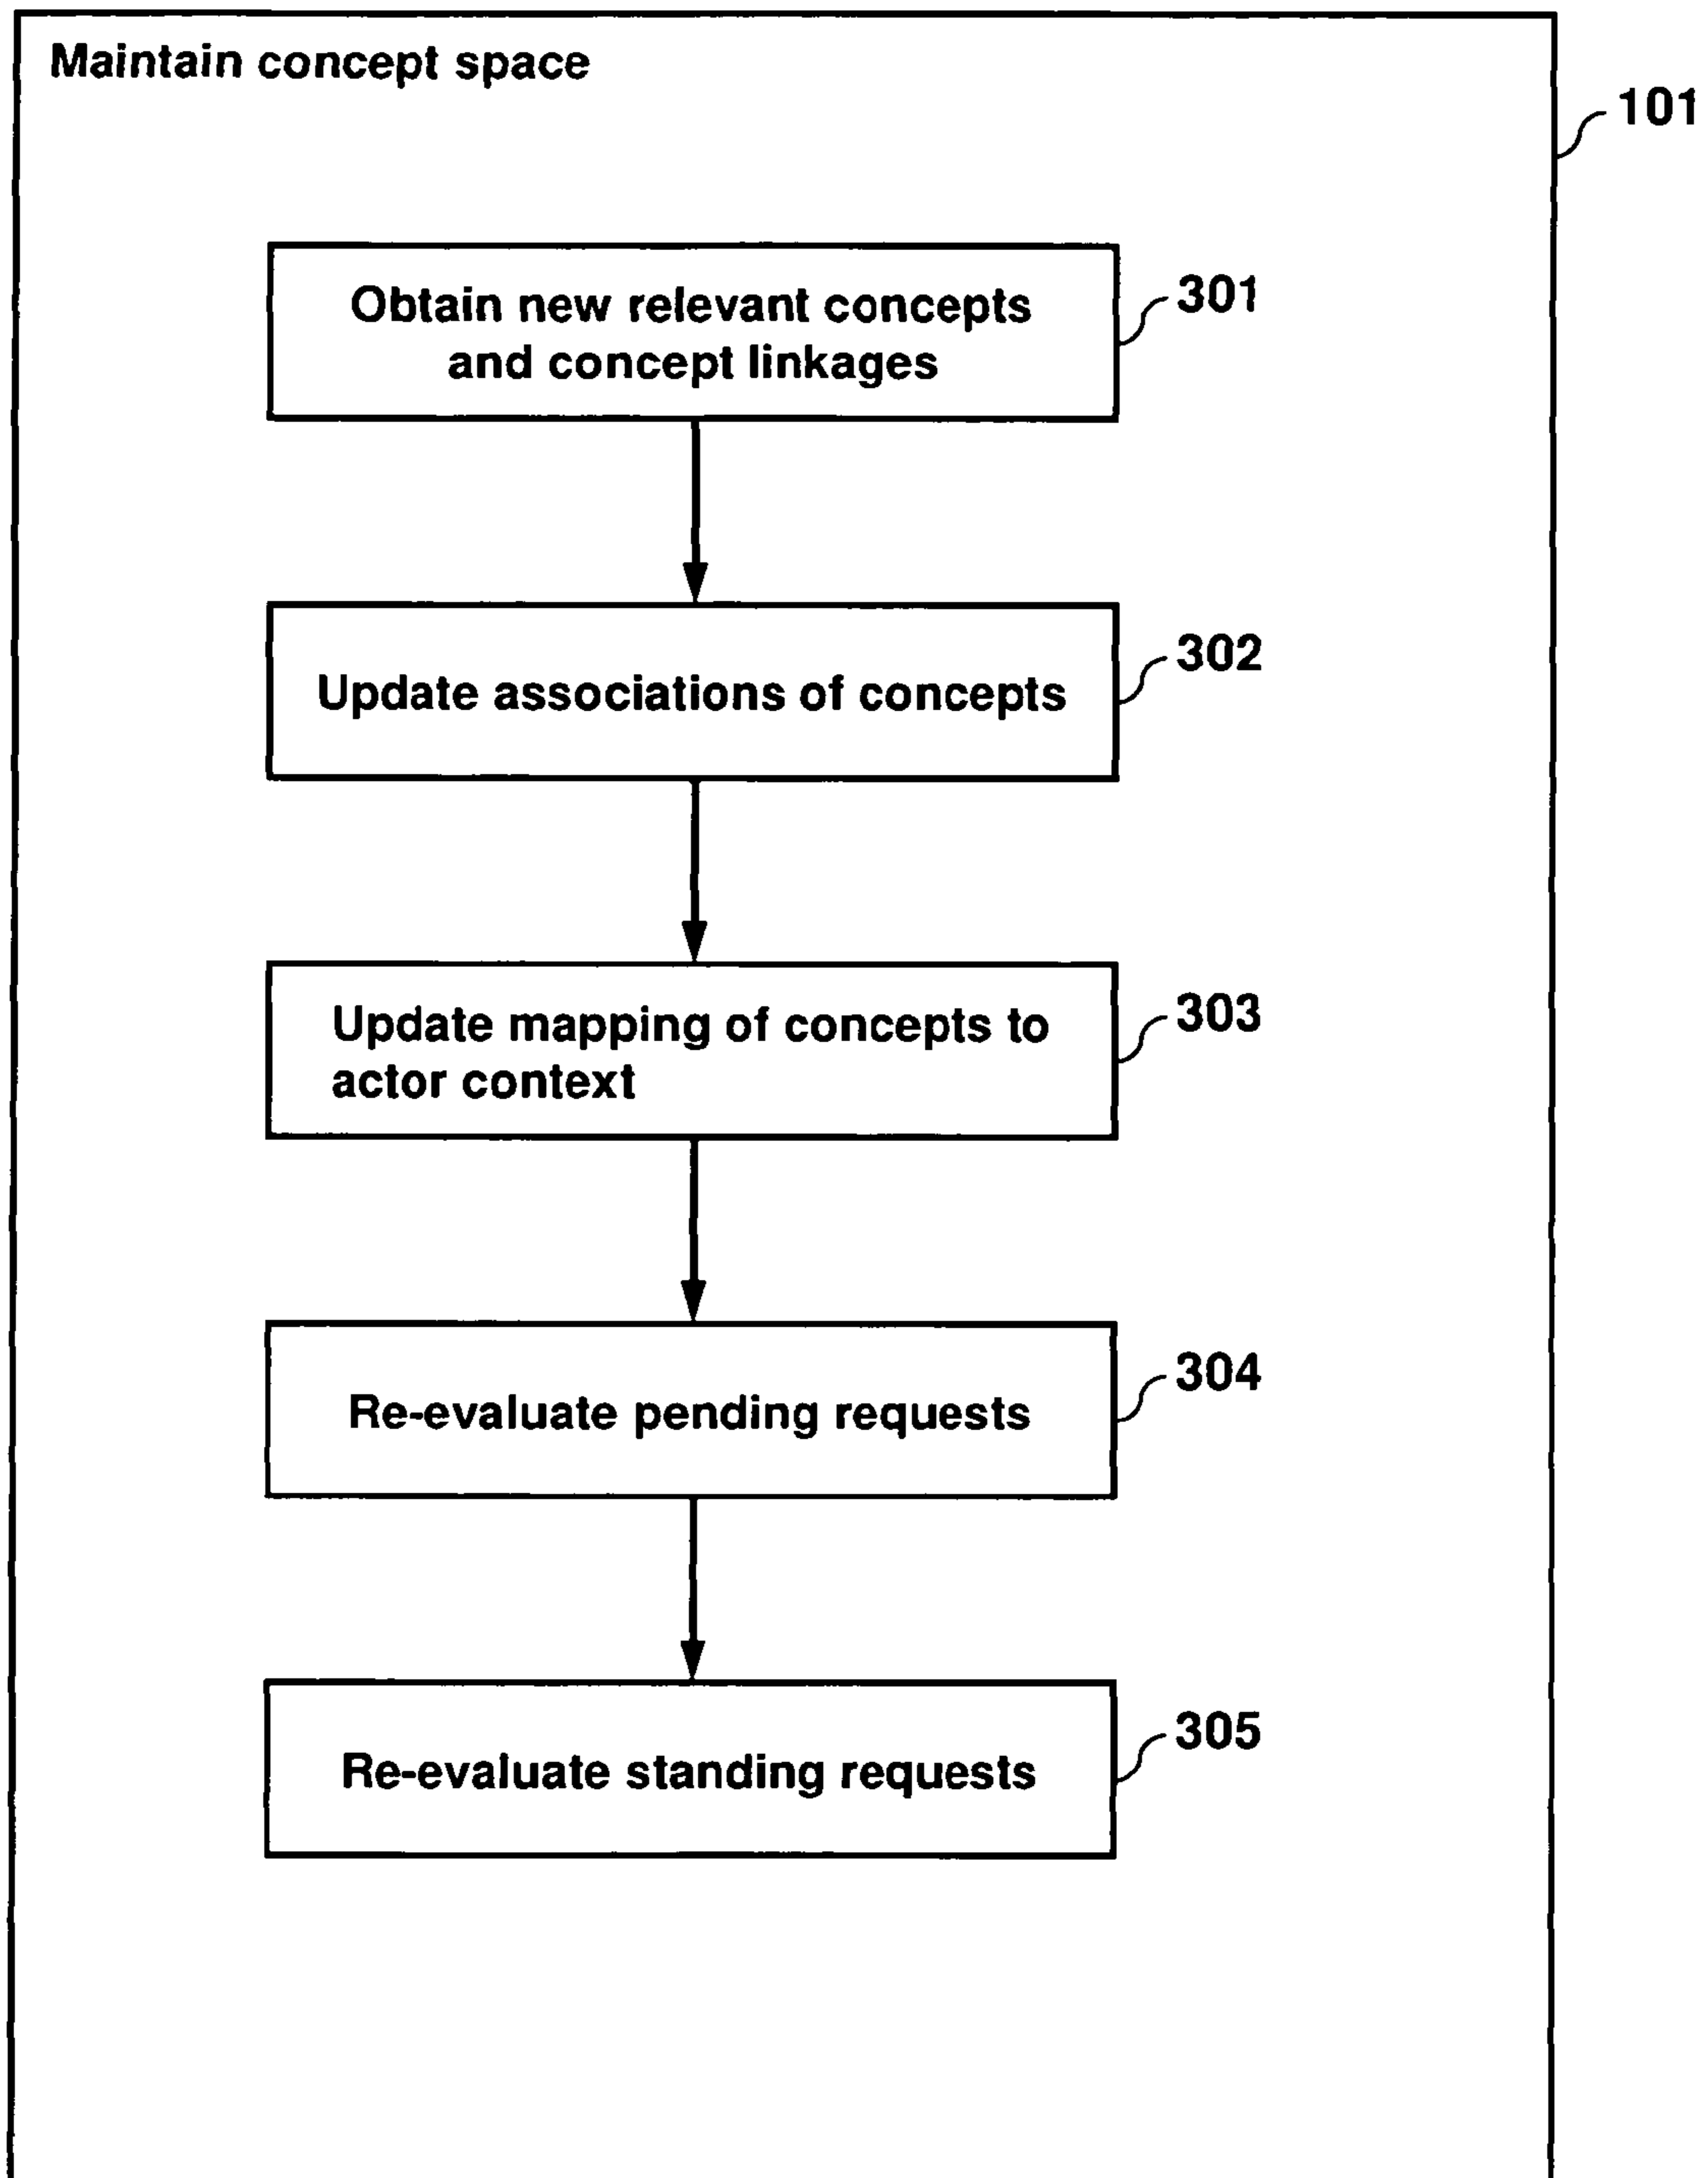 Maintain concept space
101
Obtain new relevant concepts
and concept linkages
301
Update associations of concepts
302
Update mapping of concepts to
actor context
303
Re-evaluate pending requests
304
Re-evaluate standing requests
305